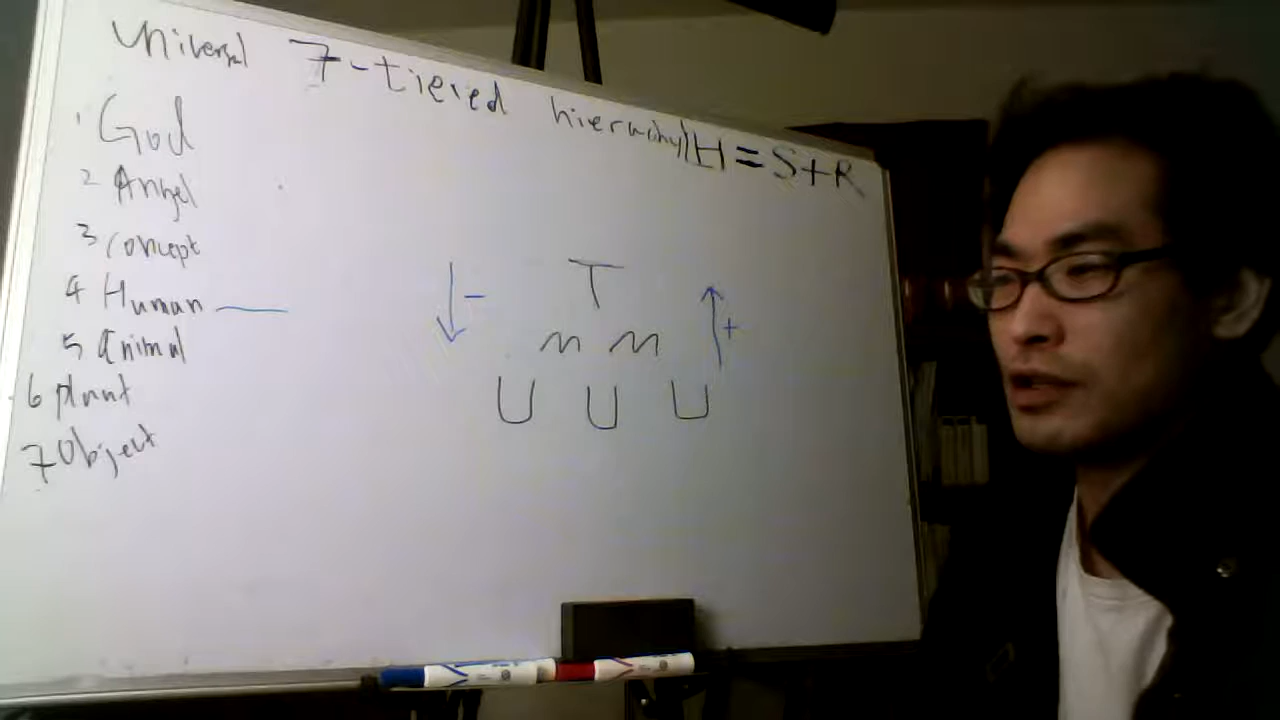 Universal 7-tiered hierarchy H=S+R
1 God
2 Angel
3 concept
4 Human
5 animal
6 plant
7 Object
- T +
m m
U U U